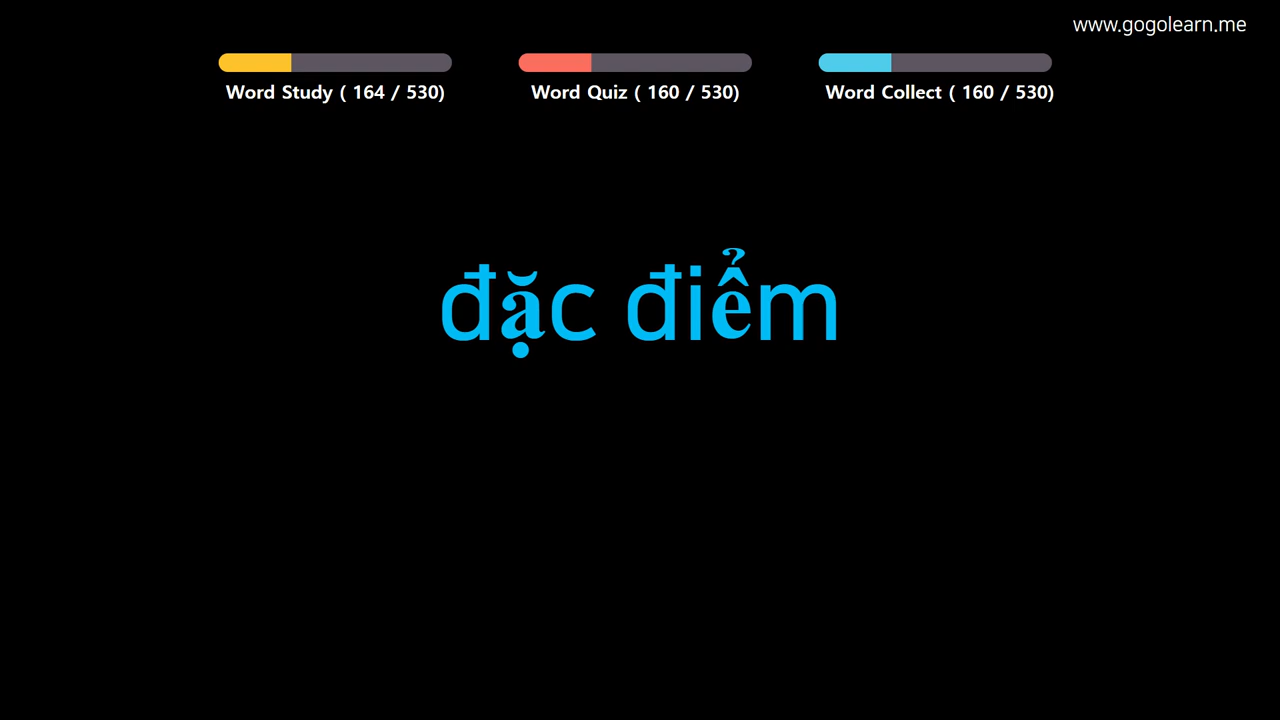 www.gogolearn.me
Word Study ( 164 / 530)
Word Quiz ( 160 / 530)
Word Collect ( 160 / 530)
đặc điểm